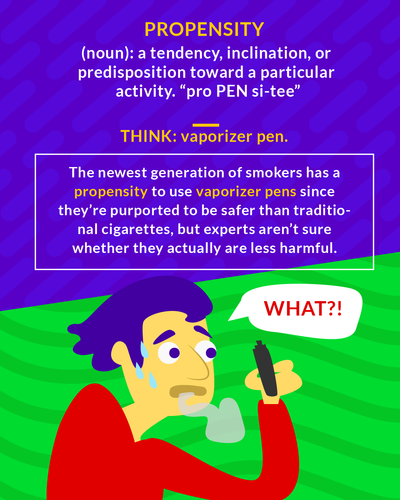 PROPENSITY
(noun): a tendency, inclination, or
predisposition toward a particular
activity. “pro PEN si-tee”
THINK: vaporizer pen.
The newest generation of smokers has a
propensity to use vaporizer pens since
they’re purported to be safer than traditio-
nal cigarettes, but experts aren’t sure
whether they actually are less harmful.
WHAT?!